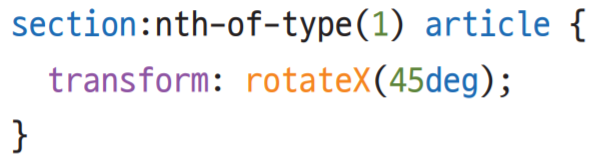 section:nth-of-type(1) article {
  transform: rotateX(45deg);
}